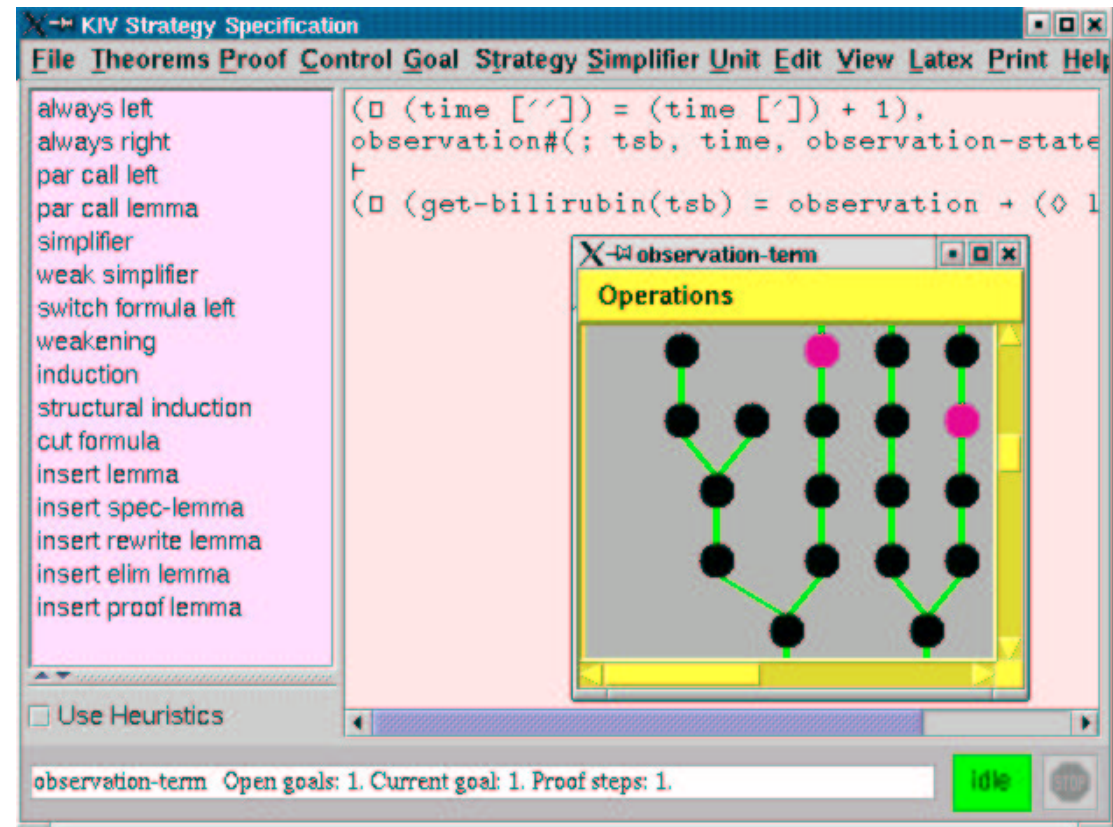 KIV Strategy Specification
File Theorems Proof Control Goal Strategy Simplifier Unit Edit View Latex Print Help
always left
always right
par call left
par call lemma
simplifier
weak simplifier
switch formula left
weakening
induction
structural induction
cut formula
insert lemma
insert spec-lemma
insert rewrite lemma
insert elim lemma
insert proof lemma
Use Heuristics
(□ (time [′′]) = (time [′]) + 1),
observation#(; tsb, time, observation-state
⊢
(□ (get-bilirubin(tsb) = observation → (◊ l
observation-term
Operations
observation-term Open goals: 1. Current goal: 1. Proof steps: 1.
idle
STOP